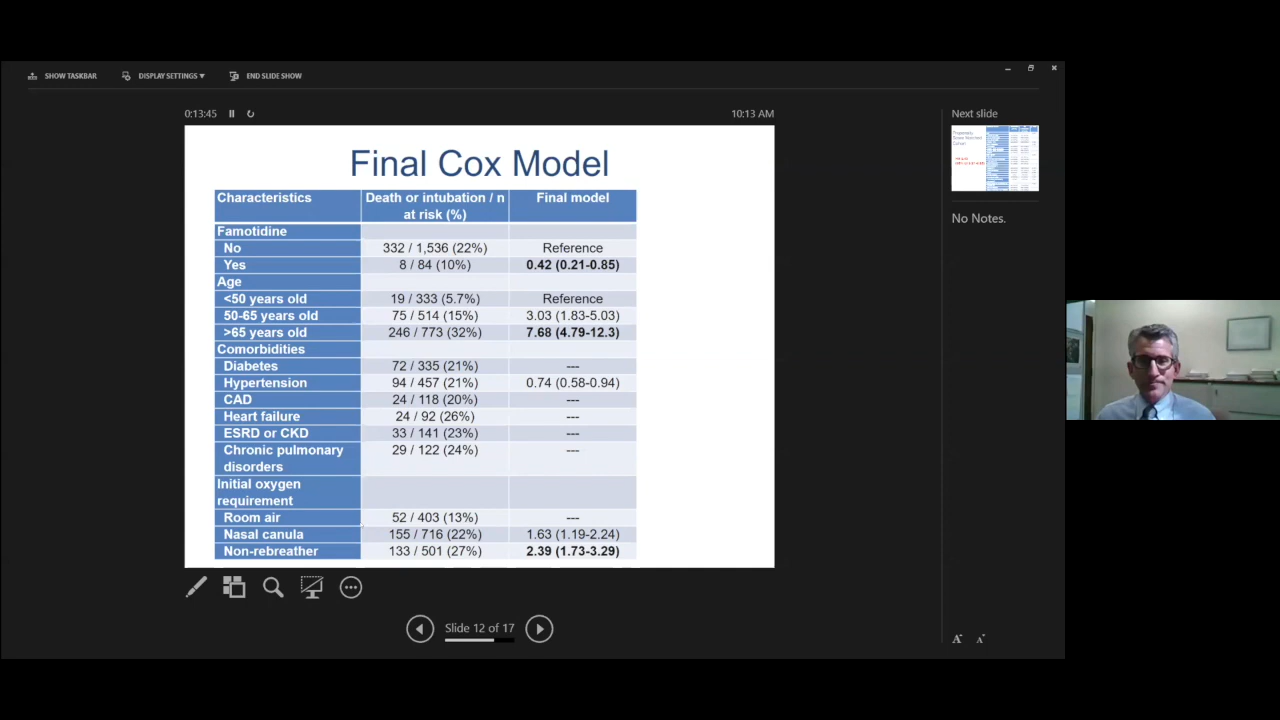 SHOW TASKBAR
DISPLAY SETTINGS ▾
END SLIDE SHOW
0:13:45
10:13 AM
Next slide
No Notes.
Final Cox Model
Characteristics
Death or intubation / n
at risk (%)
Final model
Famotidine
No 332 / 1,536 (22%) Reference
Yes 8 / 84 (10%) 0.42 (0.21-0.85)
Age
<50 years old 19 / 333 (5.7%) Reference
50-65 years old 75 / 514 (15%) 3.03 (1.83-5.03)
>65 years old 246 / 773 (32%) 7.68 (4.79-12.3)
Comorbidities
Diabetes 72 / 335 (21%) ---
Hypertension 94 / 457 (21%) 0.74 (0.58-0.94)
CAD 24 / 118 (20%) ---
Heart failure 24 / 92 (26%) ---
ESRD or CKD 33 / 141 (23%) ---
Chronic pulmonary 29 / 122 (24%) ---
disorders
Initial oxygen
requirement
Room air 52 / 403 (13%) ---
Nasal canula 155 / 716 (22%) 1.63 (1.19-2.24)
Non-rebreather 133 / 501 (27%) 2.39 (1.73-3.29)
Slide 12 of 17
A A